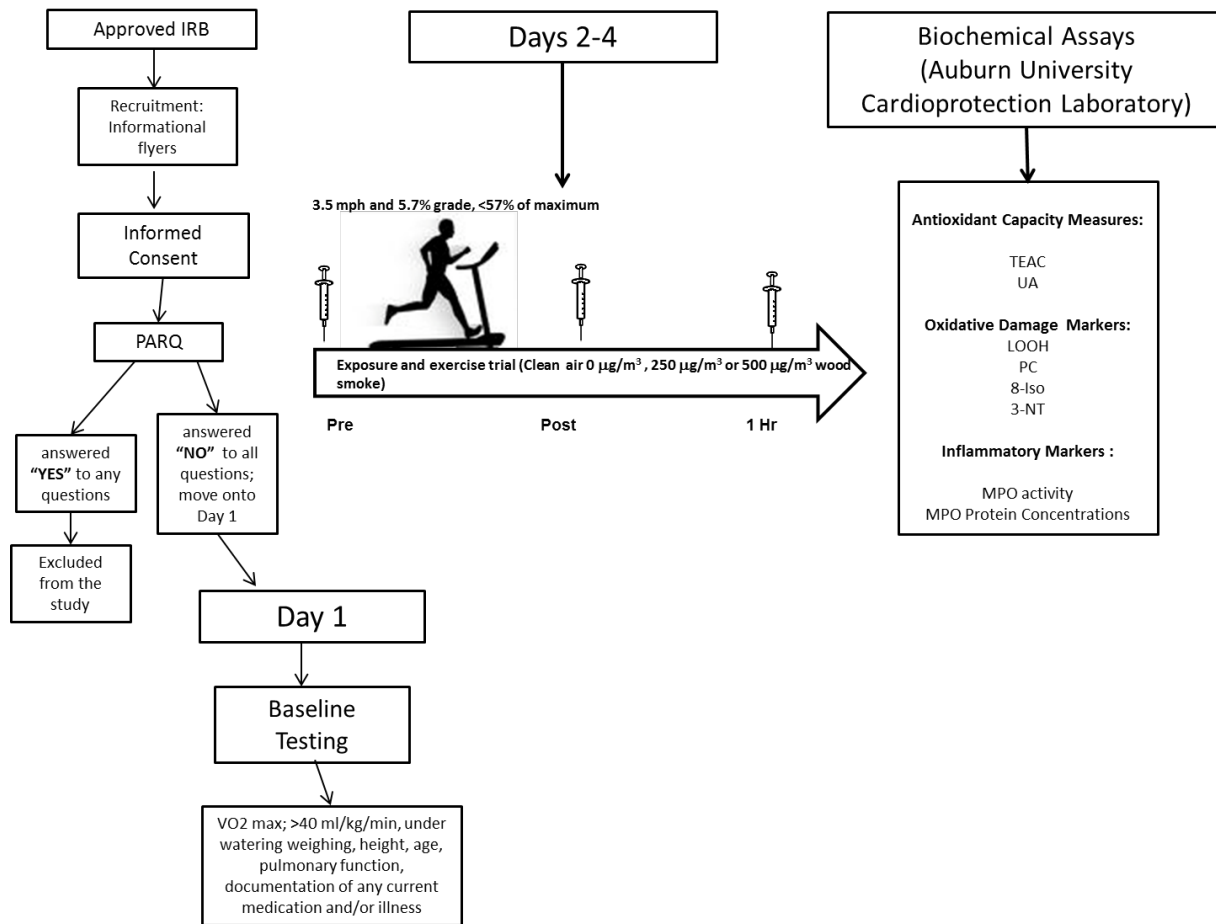 Approved IRB
Recruitment:
Informational
flyers
Informed
Consent
PARQ
answered
“YES” to any
questions
Excluded
from the
study
answered
“NO” to all
questions;
move onto
Day 1
Day 1
Baseline
Testing
VO2 max; >40 ml/kg/min, under
watering weighing, height, age,
pulmonary function,
documentation of any current
medication and/or illness
Days 2-4
3.5 mph and 5.7% grade, <57% of maximum
Exposure and exercise trial (Clean air 0 µg/m³ , 250 µg/m³ or 500 µg/m³ wood
smoke)
Pre
Post
1 Hr
Biochemical Assays
(Auburn University
Cardioprotection Laboratory)
Antioxidant Capacity Measures:
TEAC
UA
Oxidative Damage Markers:
LOOH
PC
8-Iso
3-NT
Inflammatory Markers :
MPO activity
MPO Protein Concentrations